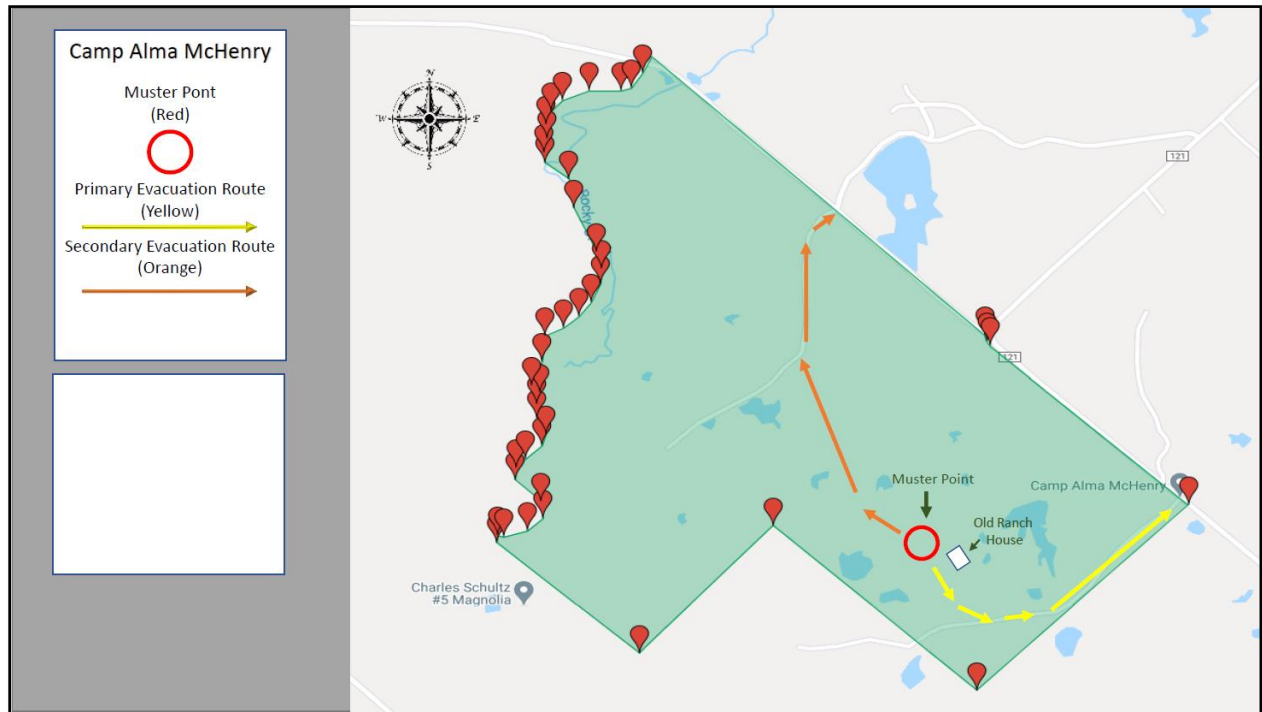 Camp Alma McHenry
Muster Pont
(Red)
Primary Evacuation Route
(Yellow)
Secondary Evacuation Route
(Orange)
N
W
E
S
Rocky
121
121
Camp Alma McHenry
Muster Point
Old Ranch
House
Charles Schultz
#5 Magnolia